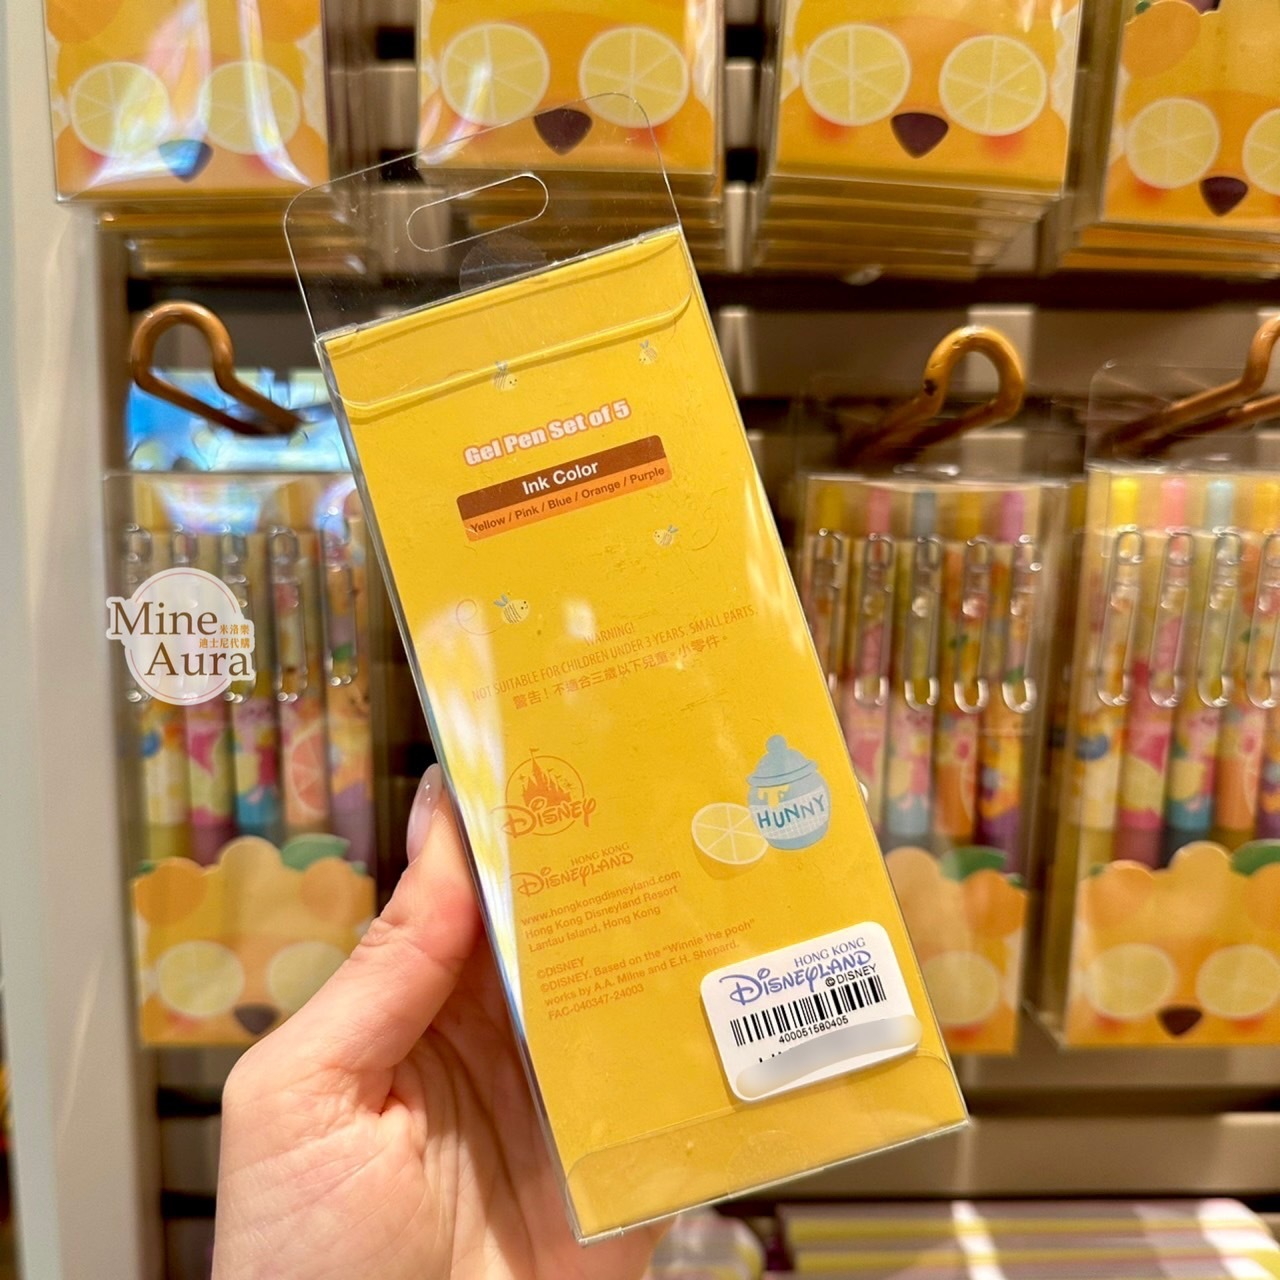 Gel Pen Set of 5
Ink Color
Yellow / Pink / Blue / Orange / Purple
WARNING!
NOT SUITABLE FOR CHILDREN UNDER 3 YEARS. SMALL PARTS.
警告！不適合三歲以下兒童。小零件。
Disney
HUNNY
HONG KONG
DISNEYLAND
www.hongkongdisneyland.com
Hong Kong Disneyland Resort
Lantau Island, Hong Kong
©DISNEY
©DISNEY. Based on the "Winnie the pooh"
works by A.A. Milne and E.H. Shepard.
FAC-040347-24003
HONG KONG
DISNEYLAND
©DISNEY
400051580405
Mine
米洛樂
迪士尼代購
Aura